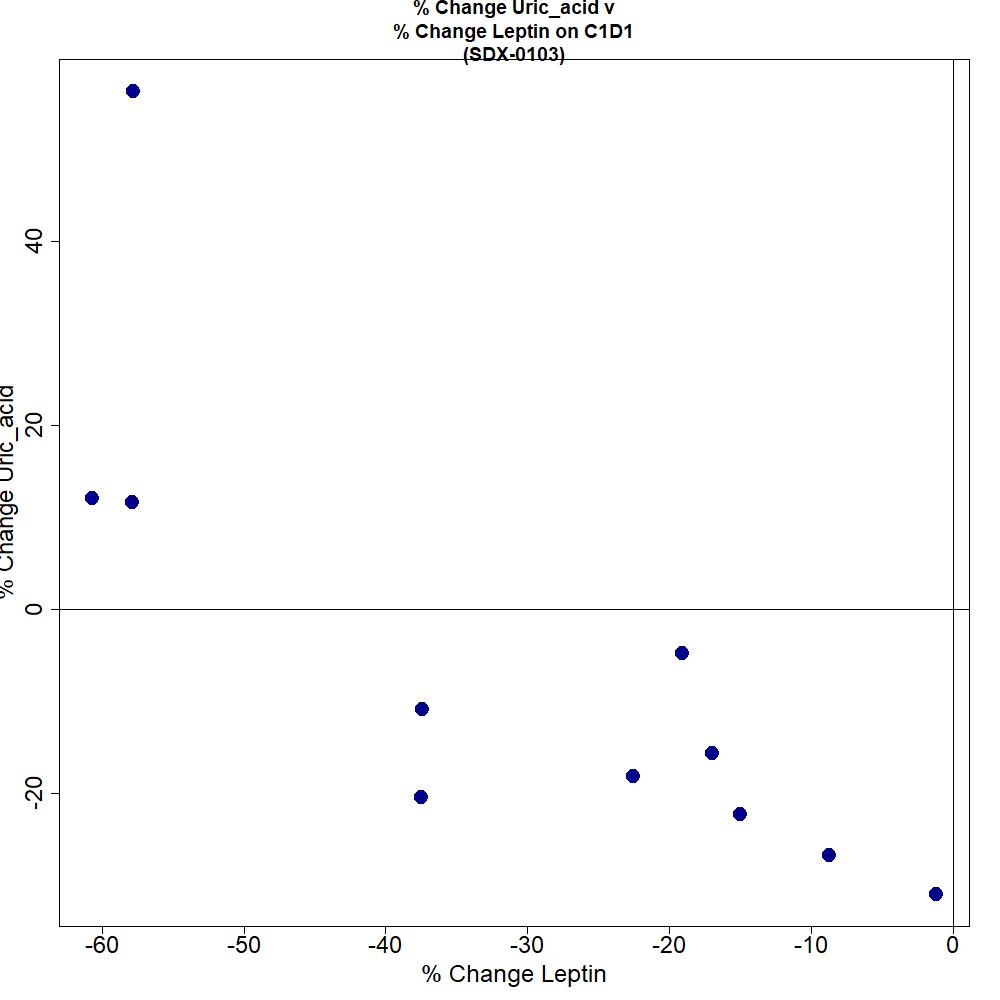 % Change Uric_acid v
% Change Leptin on C1D1
(SDX-0103)
% Change Uric_acid
40
20
0
-20
-60
-50
-40
-30
-20
-10
0
% Change Leptin